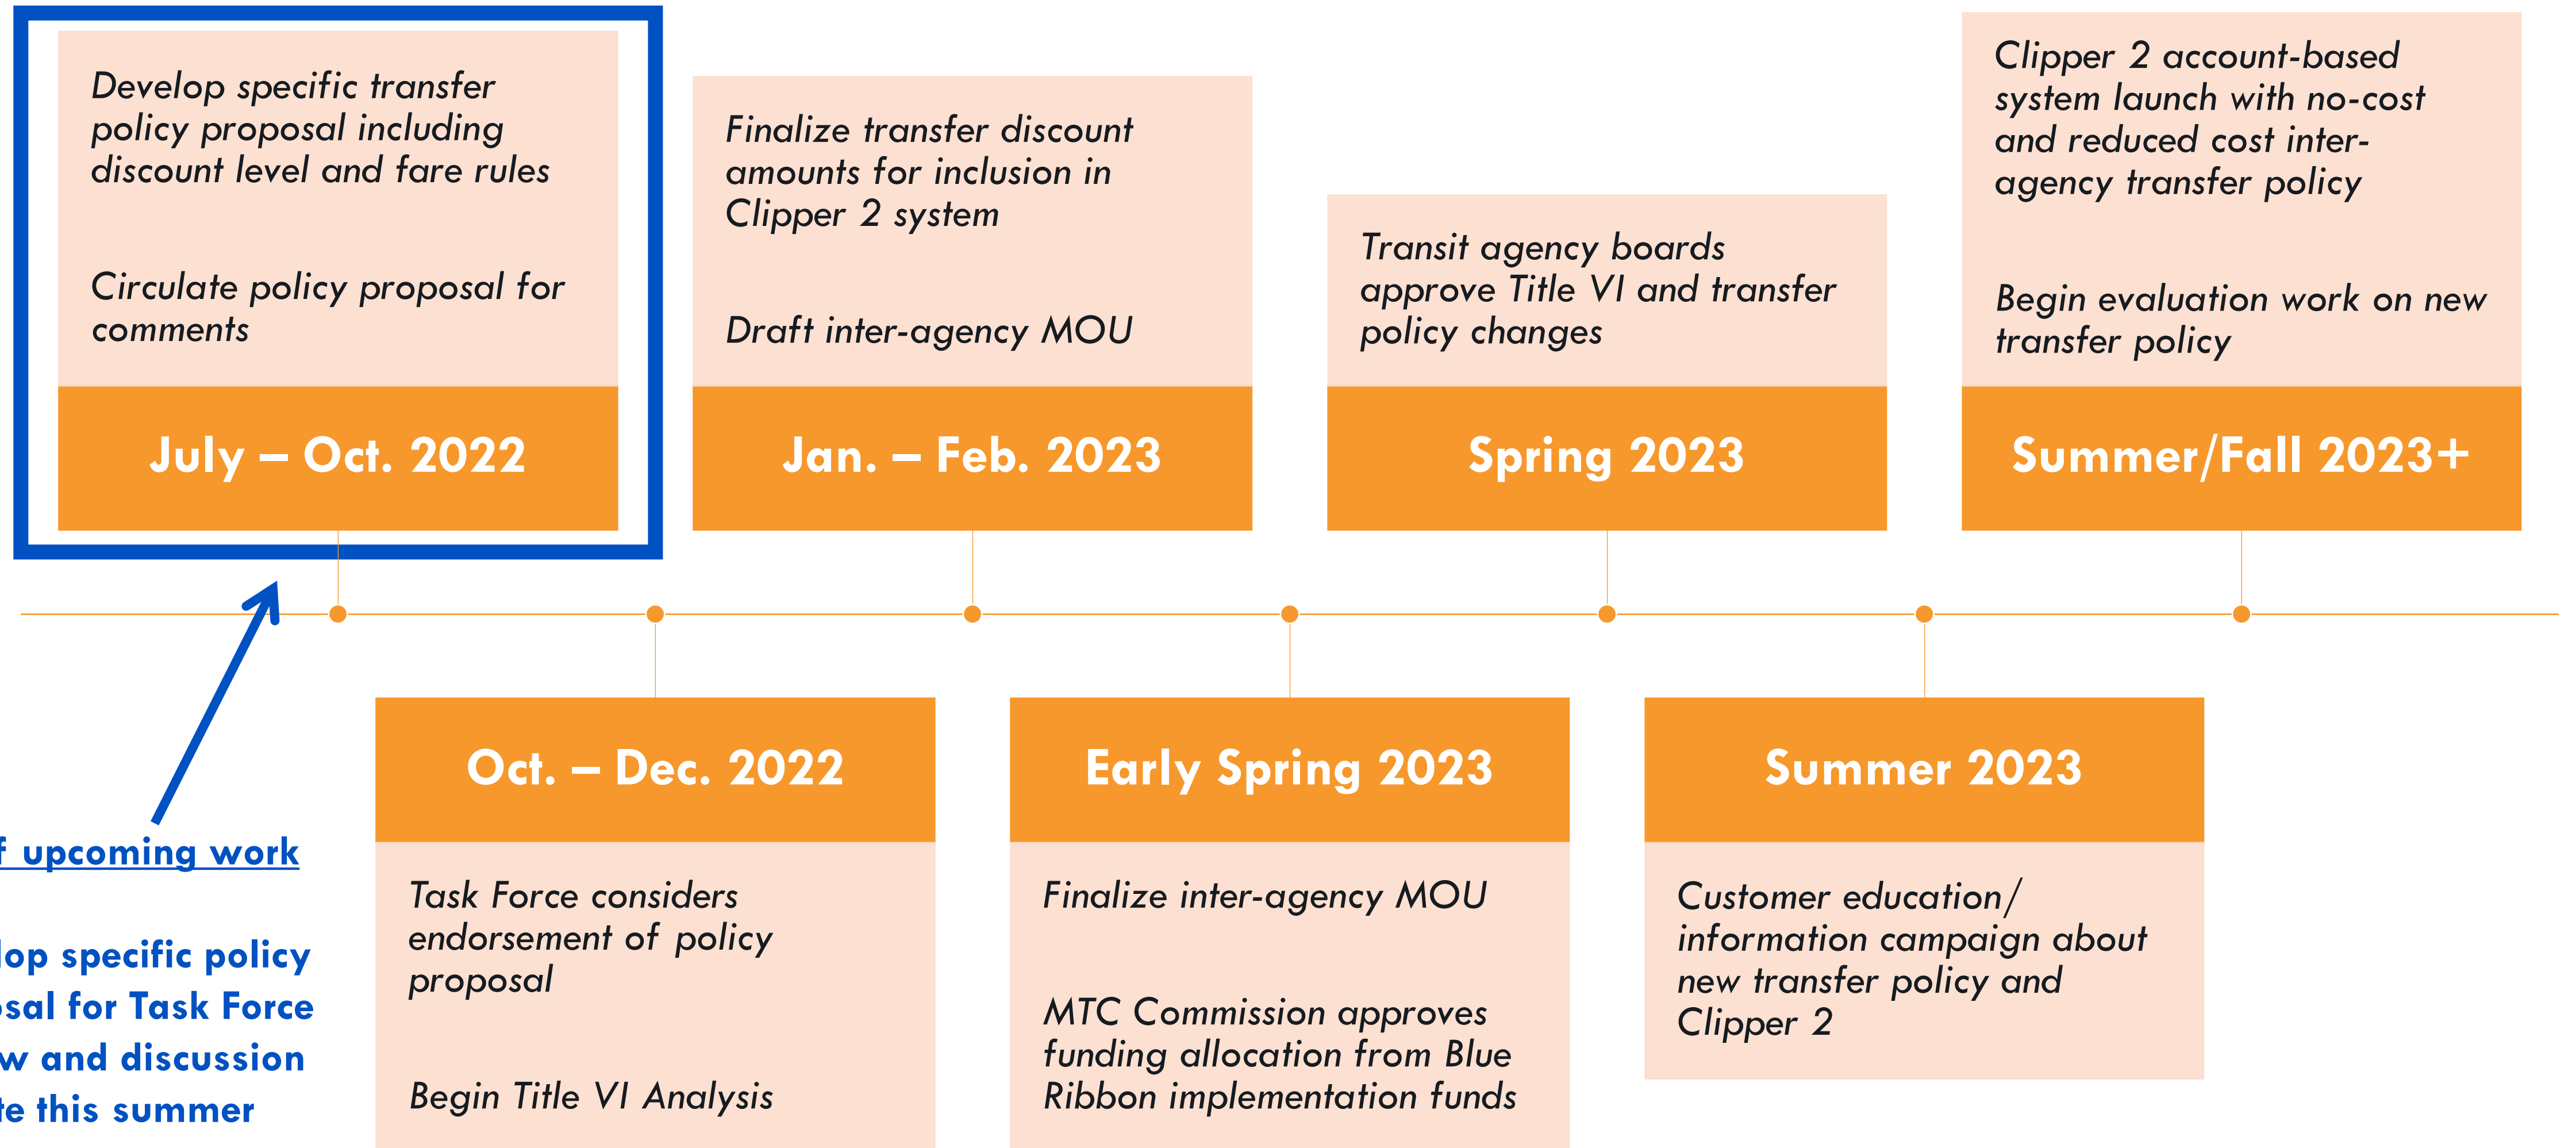 Develop specific transfer
policy proposal including
discount level and fare rules
Circulate policy proposal for
comments
July – Oct. 2022
Finalize transfer discount
amounts for inclusion in
Clipper 2 system
Draft inter-agency MOU
Jan. – Feb. 2023
Transit agency boards
approve Title VI and transfer
policy changes
Spring 2023
Clipper 2 account-based
system launch with no-cost
and reduced cost inter-
agency transfer policy
Begin evaluation work on new
transfer policy
Summer/Fall 2023+
upcoming work
specific policy
for Task Force
and discussion
this summer
Oct. – Dec. 2022
Task Force considers
endorsement of policy
proposal
Begin Title VI Analysis
Early Spring 2023
Finalize inter-agency MOU
MTC Commission approves
funding allocation from Blue
Ribbon implementation funds
Summer 2023
Customer education/
information campaign about
new transfer policy and
Clipper 2